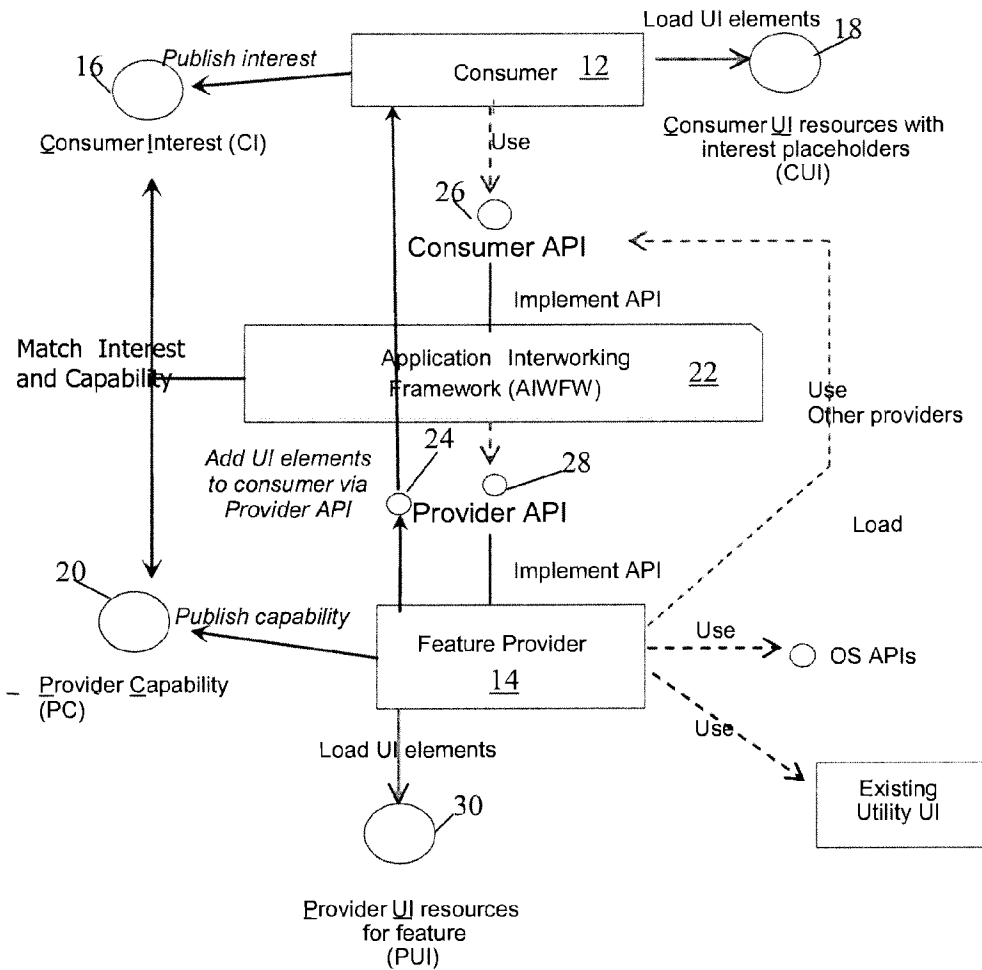 Load UI elements
18
16
Publish interest
Consumer 12
Consumer Interest (CI)
Use
Consumer UI resources with
interest placeholders
(CUI)
26
Consumer API
Implement API
Match Interest
and Capability
Application Interworking
Framework (AIWFW)
22
Use
Other providers
Add UI elements
to consumer via
Provider API
24
28
Provider API
Load
Implement API
20
Publish capability
Feature Provider
14
Use
OS APIs
Provider Capability
(PC)
Use
Load UI elements
Existing
Utility UI
30
Provider UI resources
for feature
(PUI)